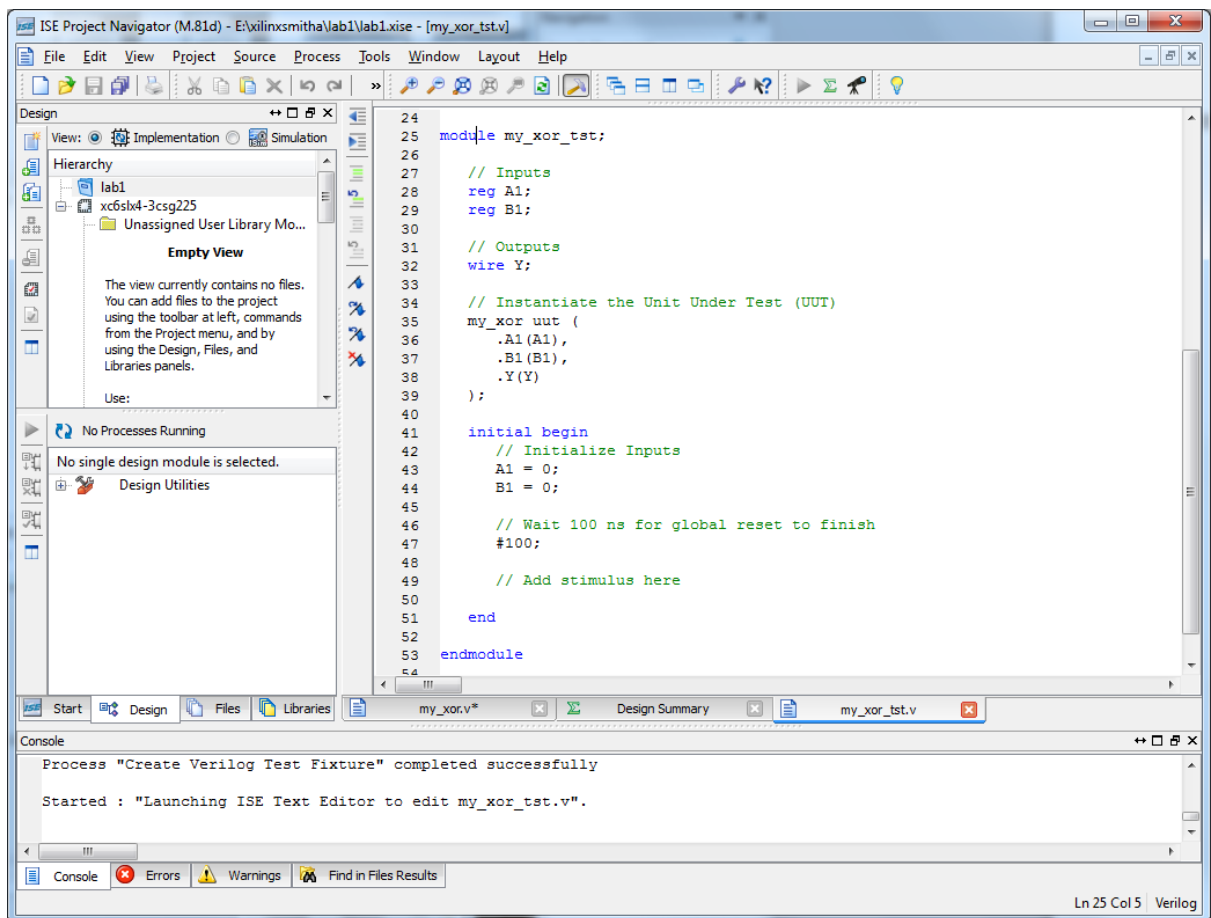 ISE Project Navigator (M.81d) - E:\xilinxsmitha\lab1\lab1.xise - [my_xor_tst.v]
File Edit View Project Source Process Tools Window Layout Help
Design
View: Implementation Simulation
Hierarchy
lab1
xc6slx4-3csg225
Unassigned User Library Mo...
Empty View
The view currently contains no files.
You can add files to the project
using the toolbar at left, commands
from the Project menu, and by
using the Design, Files, and
Libraries panels.
Use:
No Processes Running
No single design module is selected.
Design Utilities
Start Design Files Libraries
24
25 module my_xor_tst;
26
27 // Inputs
28 reg A1;
29 reg B1;
30
31 // Outputs
32 wire Y;
33
34 // Instantiate the Unit Under Test (UUT)
35 my_xor uut (
36 .A1(A1),
37 .B1(B1),
38 .Y(Y)
39 );
40
41 initial begin
42 // Initialize Inputs
43 A1 = 0;
44 B1 = 0;
45
46 // Wait 100 ns for global reset to finish
47 #100;
48
49 // Add stimulus here
50
51 end
52
53 endmodule
54
my_xor.v* Design Summary my_xor_tst.v
Console
Process "Create Verilog Test Fixture" completed successfully
Started : "Launching ISE Text Editor to edit my_xor_tst.v".
Console Errors Warnings Find in Files Results
Ln 25 Col 5 Verilog